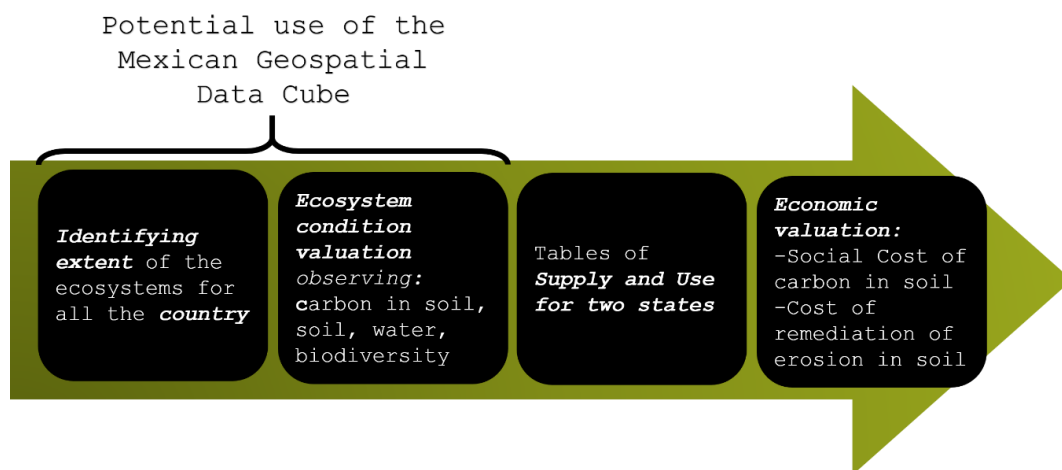 Potential use of the
Mexican Geospatial
Data Cube
Identifying
extent of the
ecosystems for
all the country
Ecosystem
condition
valuation
observing:
carbon in soil,
soil, water,
biodiversity
Tables of
Supply and Use
for two states
Economic
valuation:
-Social Cost of
carbon in soil
-Cost of
remediation of
erosion in soil